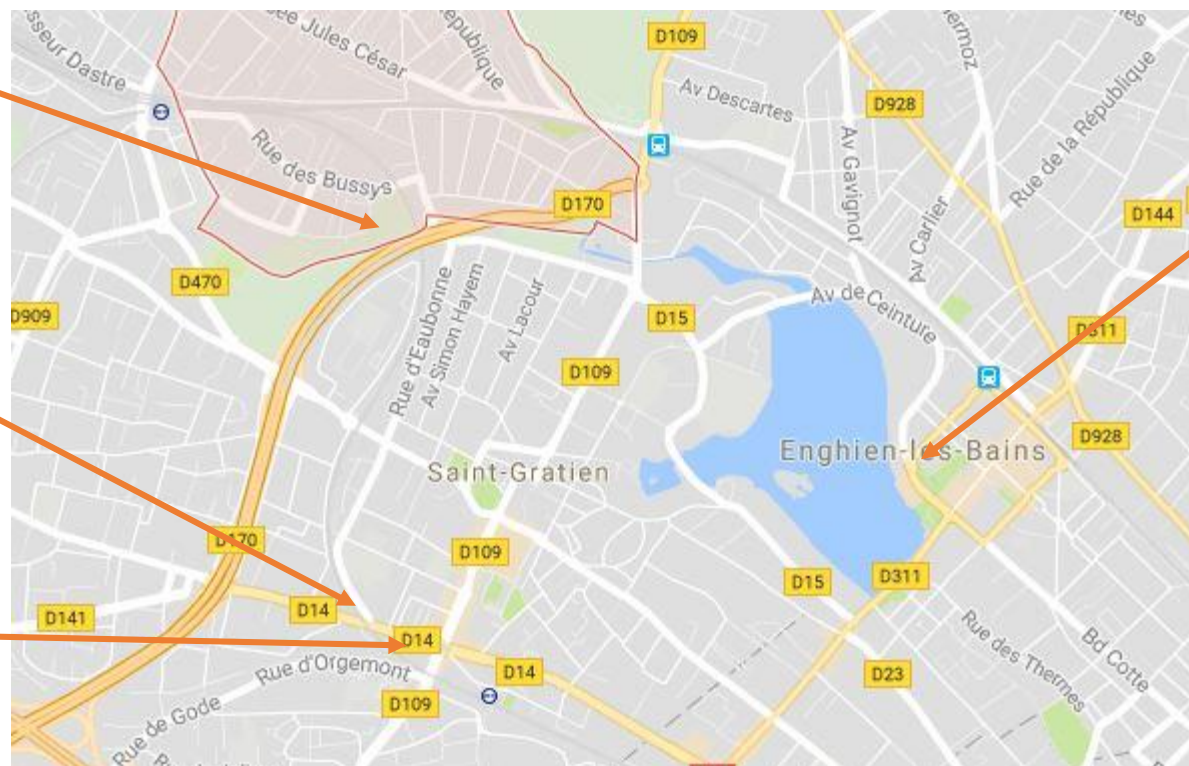 sseur Dastre
ée Jules César
épublique
D109
Av Descartes
D928
Rue de la République
D144
Rue des Bussys
D170
Av Gavignot
Av Carlier
D470
D909
Rue d'Eaubonne
Av Simon Hayem
Av Lacour
D15
Av de Ceinture
D311
D109
D928
Enghien-les-Bains
Saint-Gratien
D170
D109
D15
D311
D141
D14
D14
D14
Rue d'Orgemont
D109
Rue de Gode
D23
Rue des Thermes
Bd Cotte